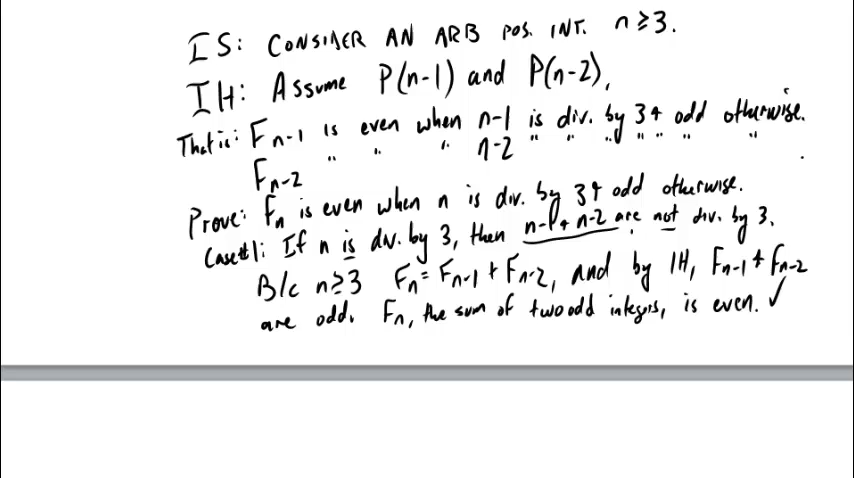 IS: CONSIDER AN ARB POS. INT. n ≥ 3.
IH: Assume P(n-1) and P(n-2),
That is: Fn-1 is even when n-1 is div. by 3 & odd otherwise.
Fn-2 " " " n-2 " " " " " " "
Prove: Fn is even when n is div. by 3 & odd otherwise.
Case #1: If n is div. by 3, then n-1 & n-2 are not div. by 3.
B/c n≥3 Fn = Fn-1 + Fn-2, and by IH, Fn-1 & Fn-2
are odd. Fn, the sum of two odd integers, is even. ✓